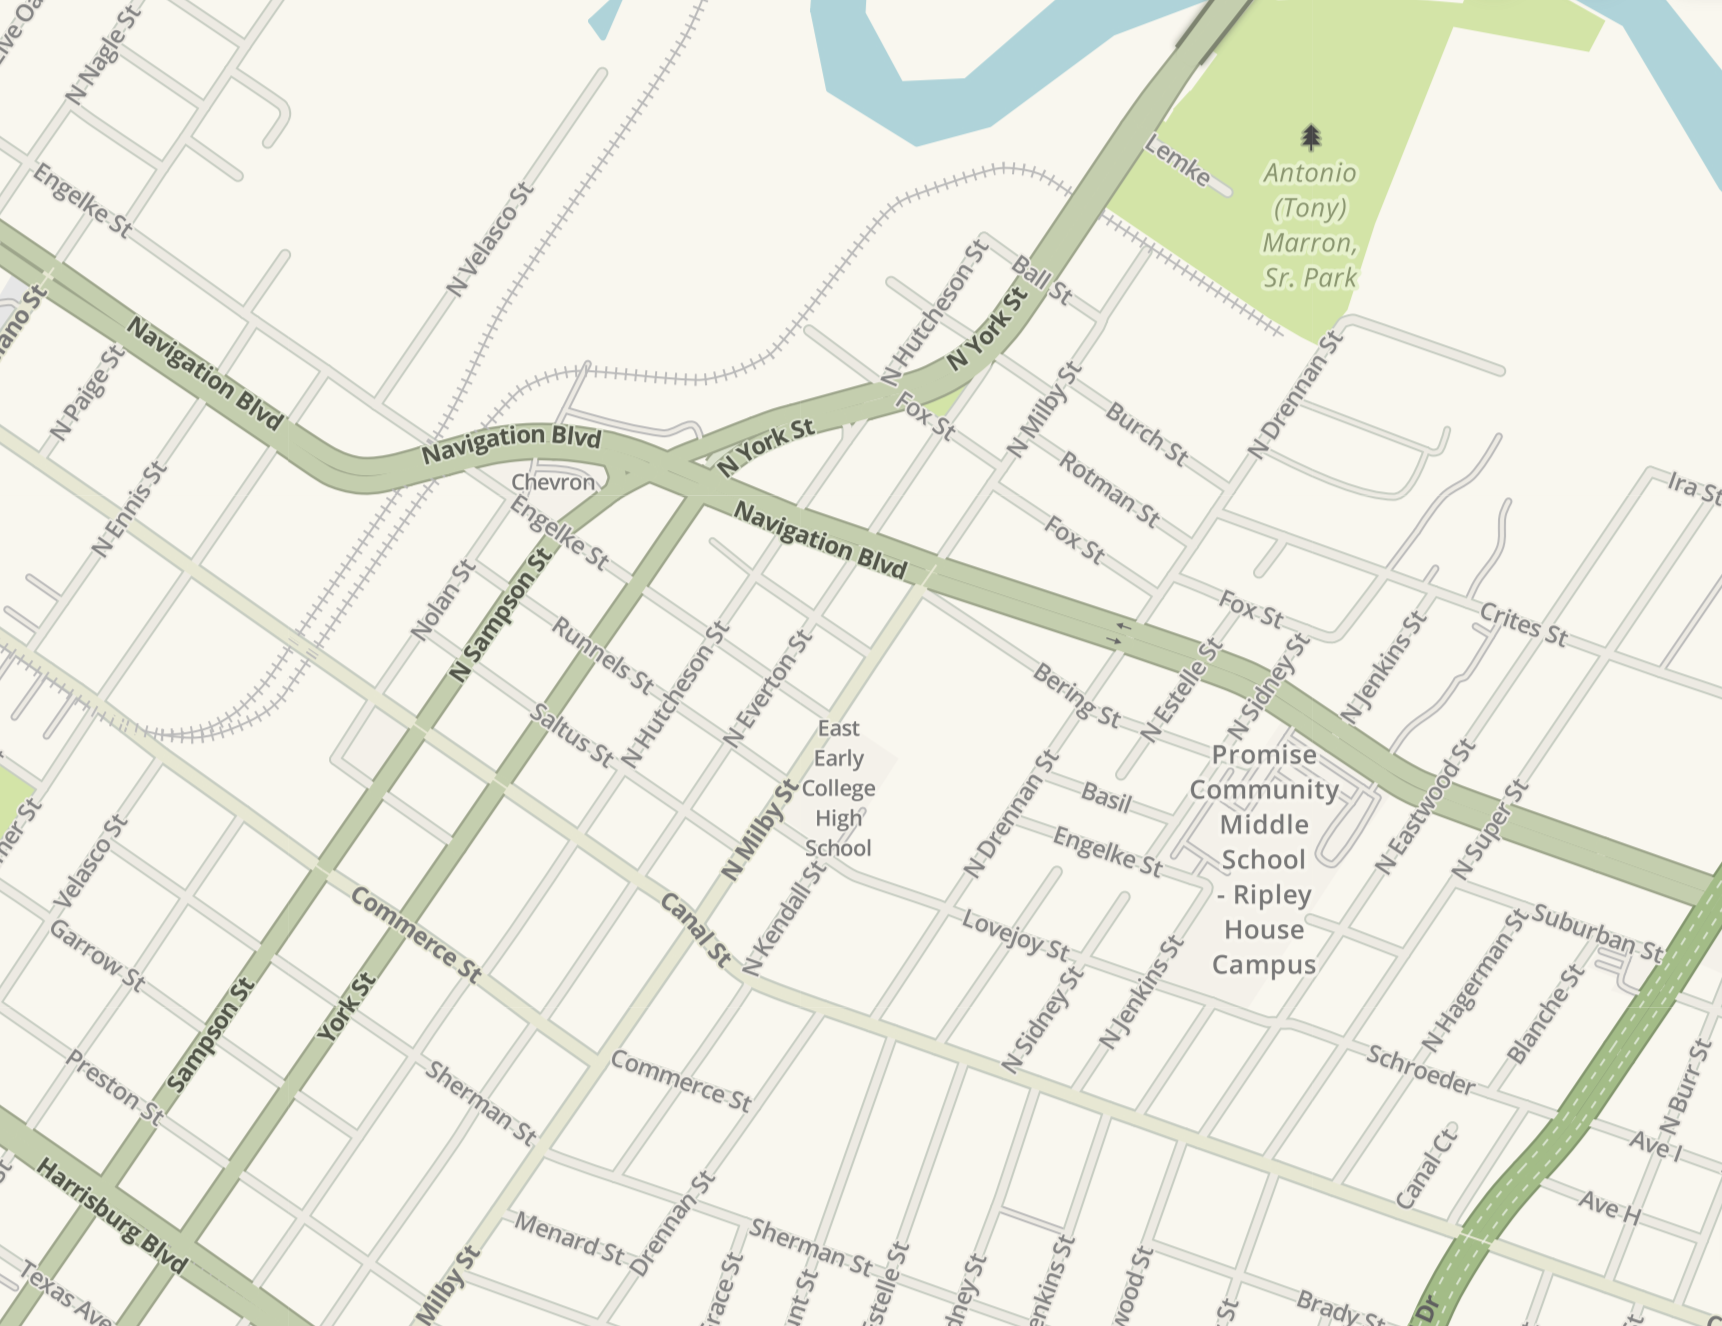 N Nagle St
Lemke
Antonio
(Tony)
Marron,
Sr. Park
Engelke St
N Velasco St
Ball St
N Hutcheson St
N York St
Navigation Blvd
N Paige St
N Milby St
N Drennan St
Fox St
Burch St
Navigation Blvd
N York St
Chevron
Rotman St
Ira St
N Ennis St
Engelke St
Navigation Blvd
Fox St
Nolan St
N Sampson St
Fox St
Crites St
Runnels St
N Hutcheson St
N Everton St
Bering St
N Estelle St
N Sidney St
N Jenkins St
Saltus St
East
Early
College
High
School
Promise
Community
Middle
School
- Ripley
House
Campus
Basil
N Drennan St
N Eastwood St
N Super St
Velasco St
N Milby St
Engelke St
Commerce St
Canal St
N Kendall St
Lovejoy St
Suburban St
Garrow St
N Sidney St
N Jenkins St
N Hagerman St
Blanche St
Sampson St
York St
Preston St
Sherman St
Commerce St
Schroeder
N Burr St
Ave I
Canal Ct
Ave H
Harrisburg Blvd
Menard St
Drennan St
Sherman St
Texas Ave
Milby St
Brady St
Dr